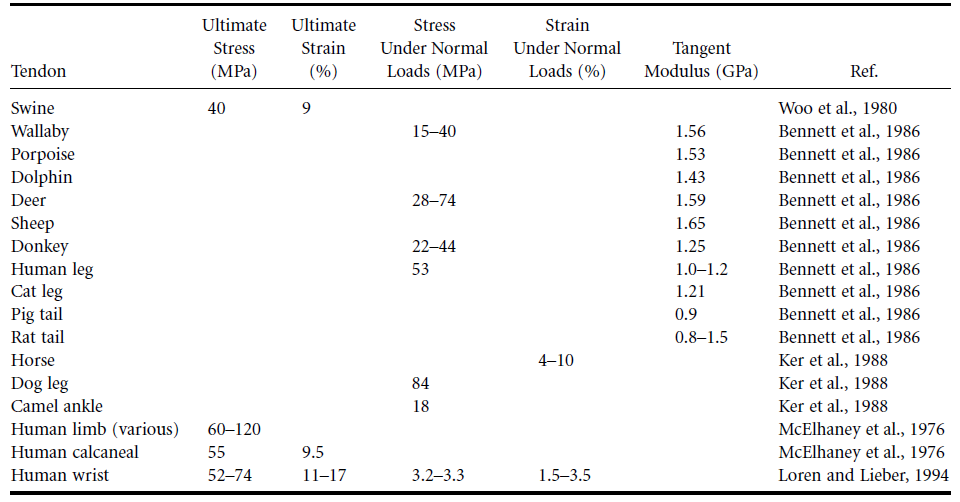 Ultimate Ultimate Stress Strain
Stress Strain Under Normal Under Normal Tangent
Tendon (MPa) (%) Loads (MPa) Loads (%) Modulus (GPa) Ref.
Swine 40 9 Woo et al., 1980
Wallaby 15–40 1.56 Bennett et al., 1986
Porpoise 1.53 Bennett et al., 1986
Dolphin 1.43 Bennett et al., 1986
Deer 28–74 1.59 Bennett et al., 1986
Sheep 1.65 Bennett et al., 1986
Donkey 22–44 1.25 Bennett et al., 1986
Human leg 53 1.0–1.2 Bennett et al., 1986
Cat leg 1.21 Bennett et al., 1986
Pig tail 0.9 Bennett et al., 1986
Rat tail 0.8–1.5 Bennett et al., 1986
Horse 4–10 Ker et al., 1988
Dog leg 84 Ker et al., 1988
Camel ankle 18 Ker et al., 1988
Human limb (various) 60–120 McElhaney et al., 1976
Human calcaneal 55 9.5 McElhaney et al., 1976
Human wrist 52–74 11–17 3.2–3.3 1.5–3.5 Loren and Lieber, 1994